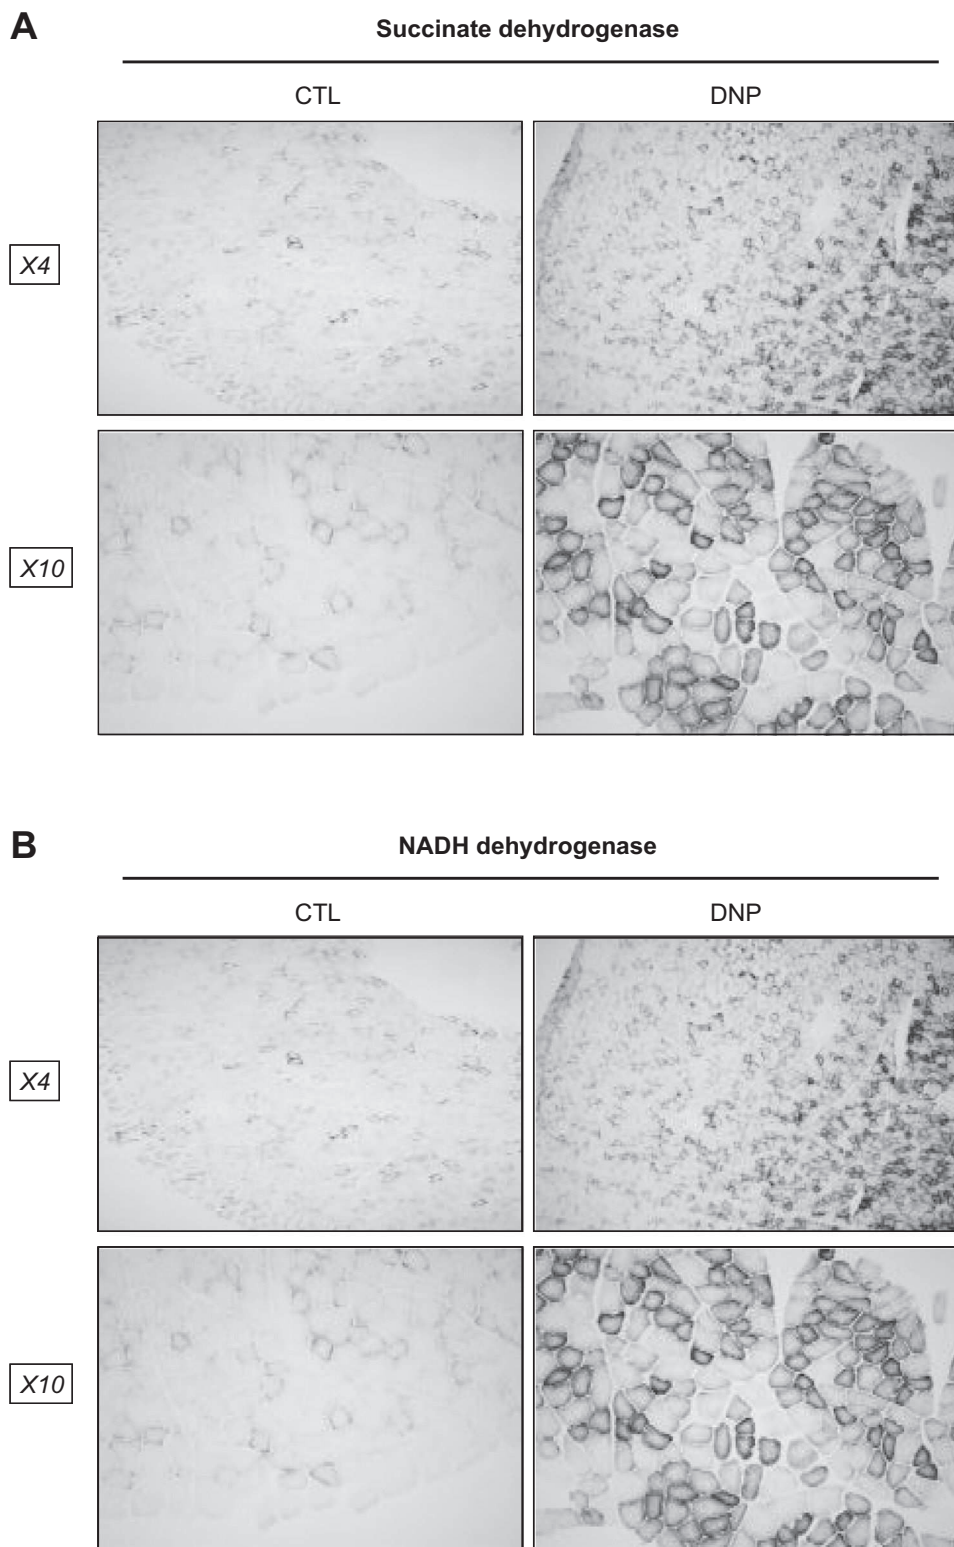 A
Succinate dehydrogenase
CTL DNP
X4
X10
B
NADH dehydrogenase
CTL DNP
X4
X10